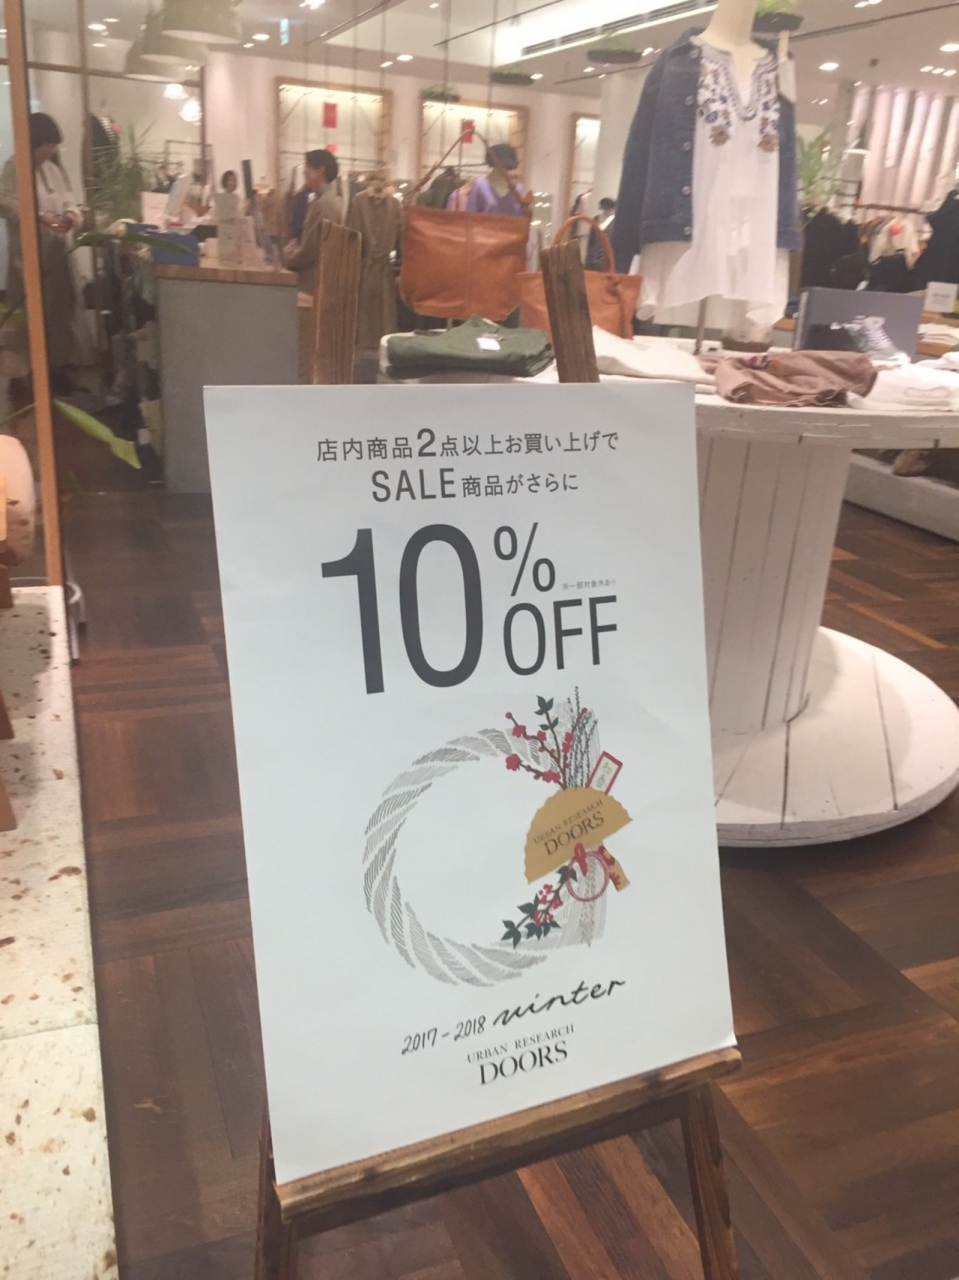 店内商品2点以上お買い上げで
SALE商品がさらに
10%OFF
※一部対象外あり
URBAN RESEARCH
DOORS
2017-2018 winter
URBAN RESEARCH
DOORS